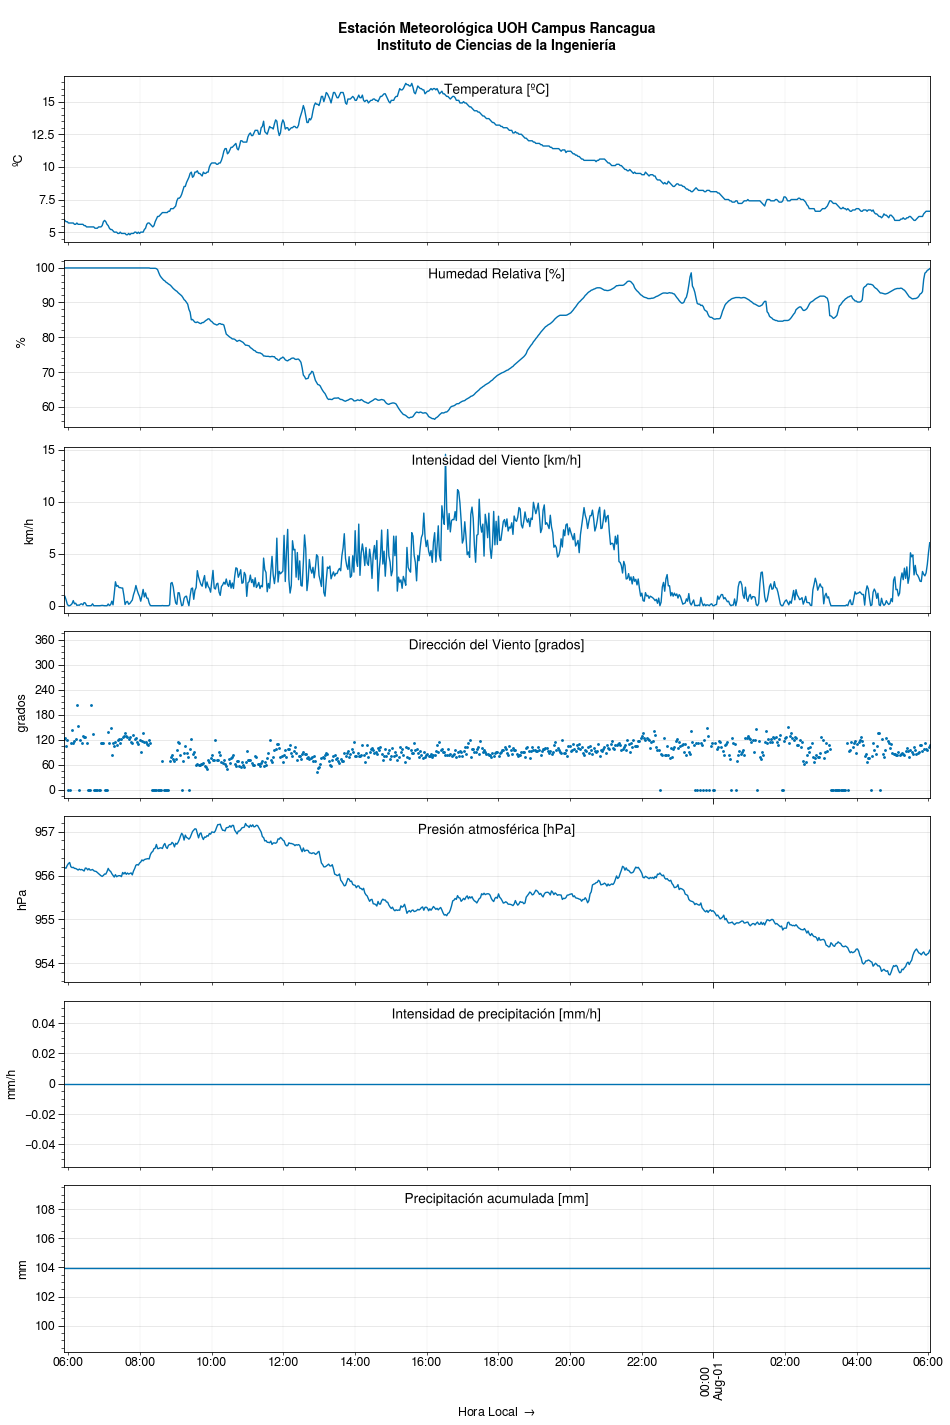 Estación Meteorológica UOH Campus Rancagua
Instituto de Ciencias de la Ingeniería
Temperatura [ºC]
ºC
15
12.5
10
7.5
5
Humedad Relativa [%]
%
100
90
80
70
60
Intensidad del Viento [km/h]
km/h
15
10
5
0
Dirección del Viento [grados]
grados
360
300
240
180
120
60
0
Presión atmosférica [hPa]
hPa
957
956
955
954
Intensidad de precipitación [mm/h]
mm/h
0.04
0.02
0
−0.02
−0.04
Precipitación acumulada [mm]
mm
108
106
104
102
100
06:00 08:00 10:00 12:00 14:00 16:00 18:00 20:00 22:00 00:00 02:00 04:00 06:00
Aug-01
Hora Local →